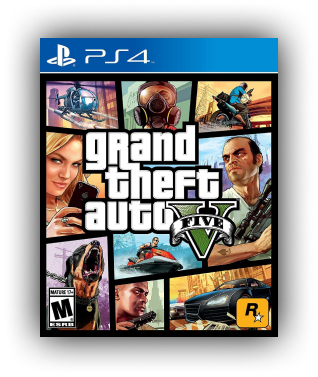 PS4
grand
theft
auto
V
FIVE
MATURE 17+
M
ESRB
R